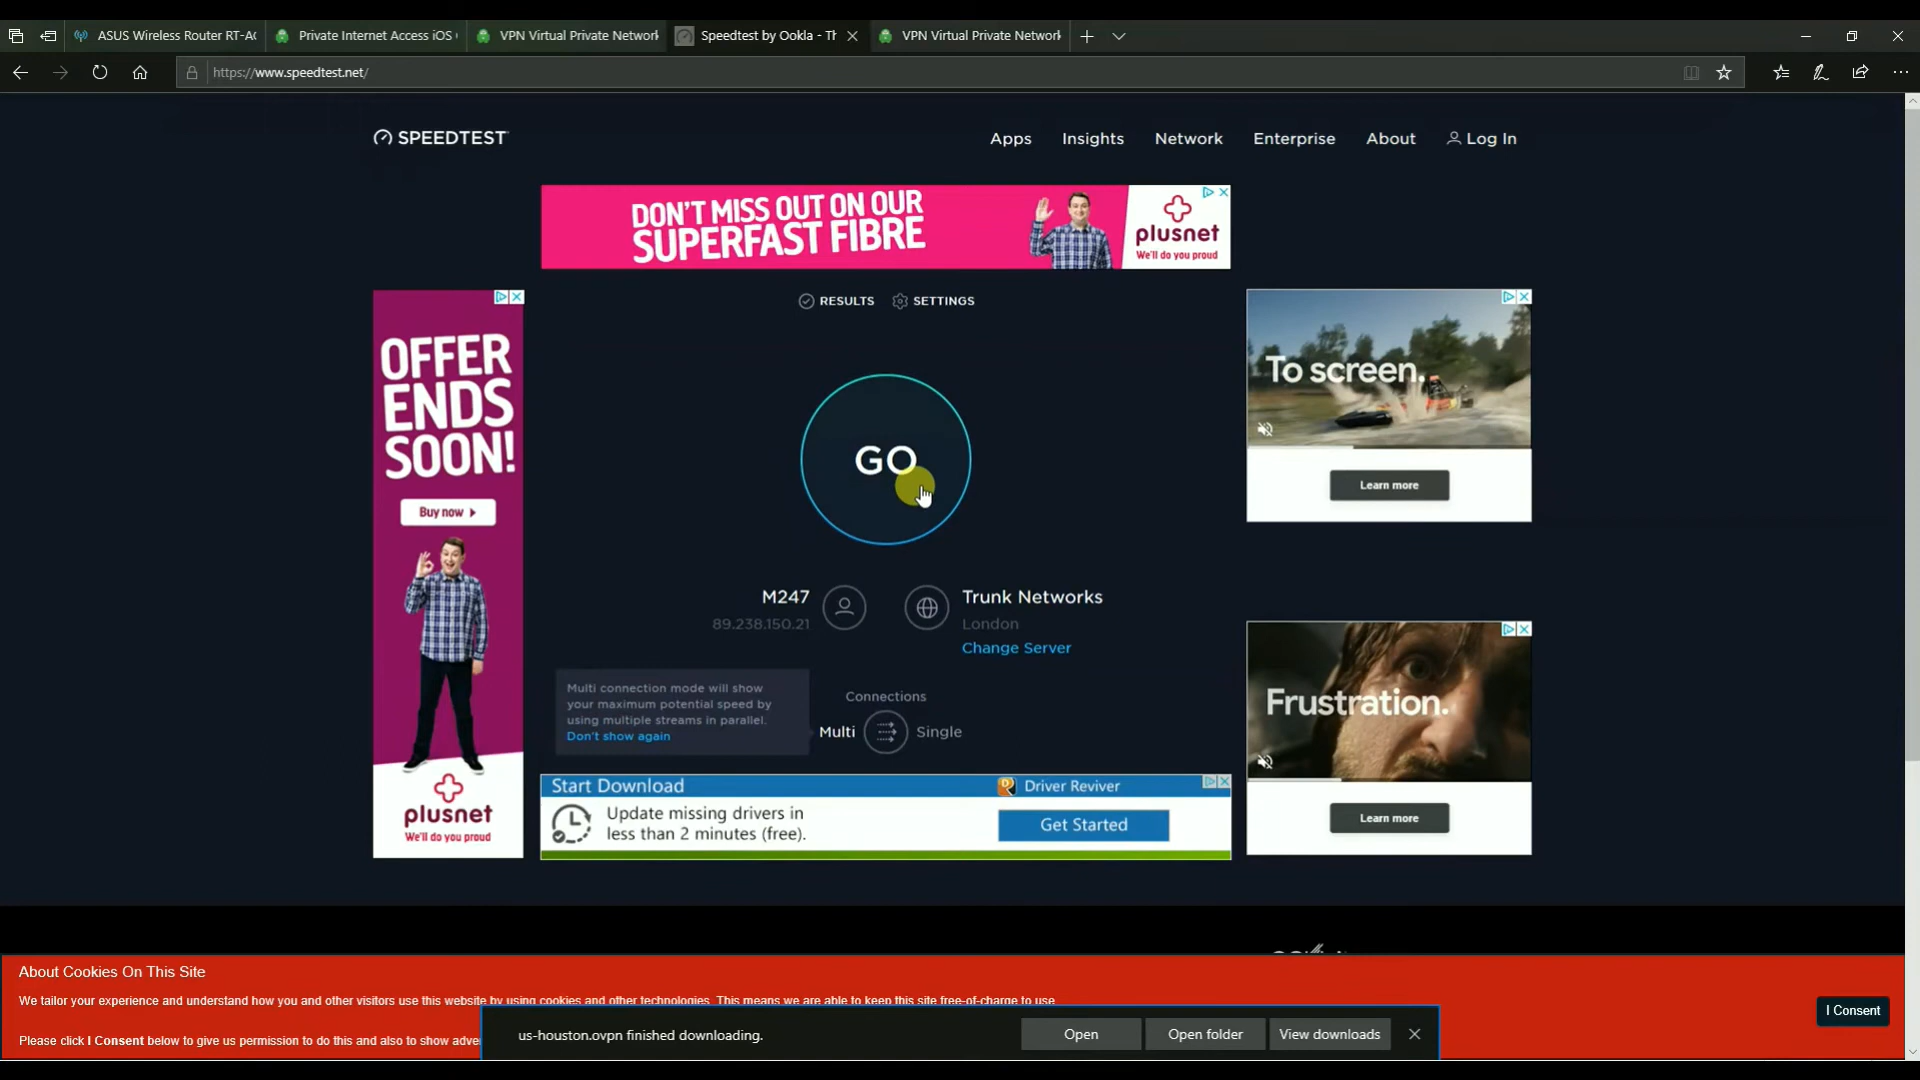 ASUS Wireless Router RT-AC
Private Internet Access iOS
VPN Virtual Private Network
Speedtest by Ookla - Th
VPN Virtual Private Network
https://www.speedtest.net/
SPEEDTEST
Apps Insights Network Enterprise About Log In
DON'T MISS OUT ON OUR
SUPERFAST FIBRE
plusnet
We'll do you proud
OFFER
ENDS
SOON!
Buy now
plusnet
We'll do you proud
RESULTS SETTINGS
GO
M247
89.238.150.21
Trunk Networks
London
Change Server
Multi connection mode will show
your maximum potential speed by
using multiple streams in parallel.
Don't show again
Connections
Multi Single
To screen.
Learn more
Frustration.
Learn more
Start Download
Driver Reviver
Update missing drivers in
less than 2 minutes (free).
Get Started
About Cookies On This Site
We tailor your experience and understand how you and other visitors use this website by using cookies and other technologies. This means we are able to keep this site free-of-charge to use.
Please click I Consent below to give us permission to do this and also to show adve
I Consent
us-houston.ovpn finished downloading.
Open Open folder View downloads